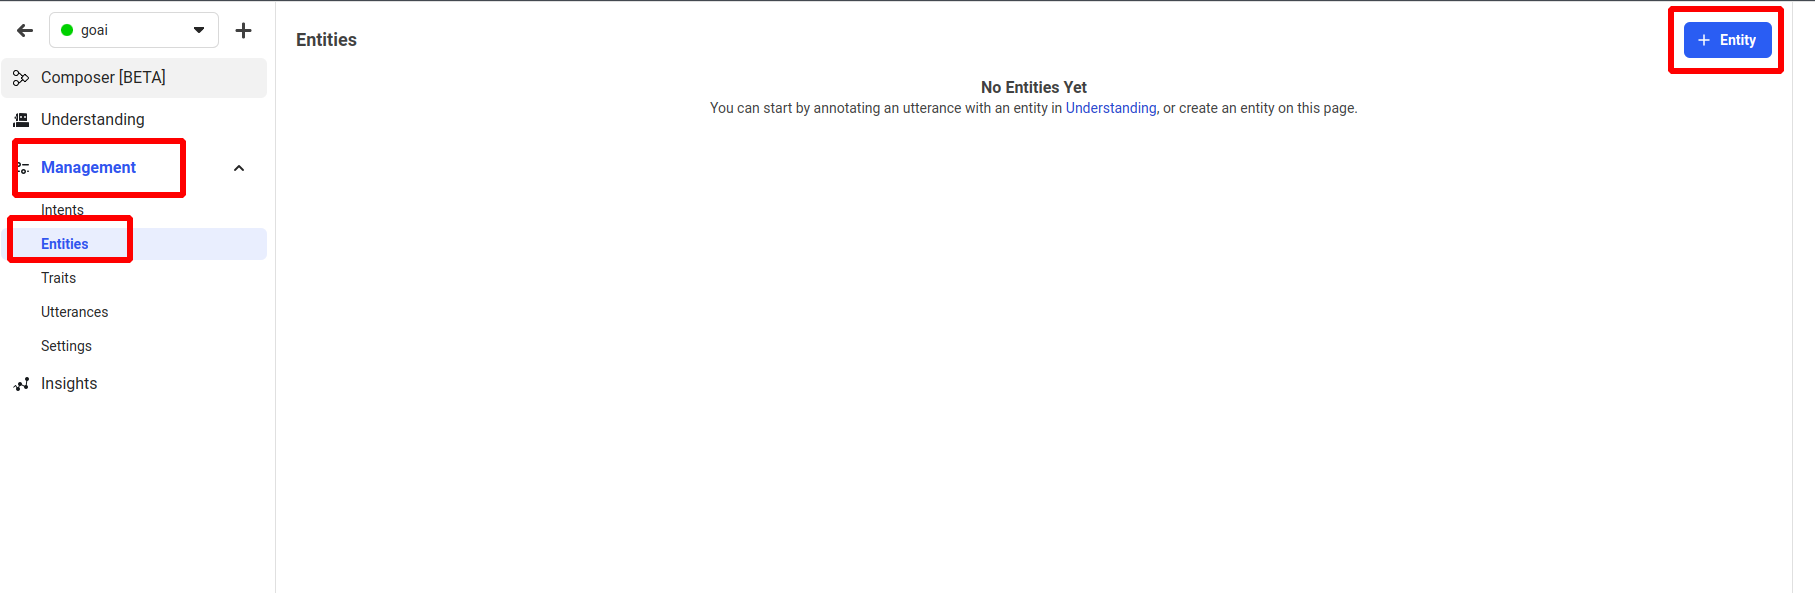 goai
Composer [BETA]
Understanding
Management
Intents
Entities
Traits
Utterances
Settings
Insights
Entities
+ Entity
No Entities Yet
You can start by annotating an utterance with an entity in Understanding, or create an entity on this page.